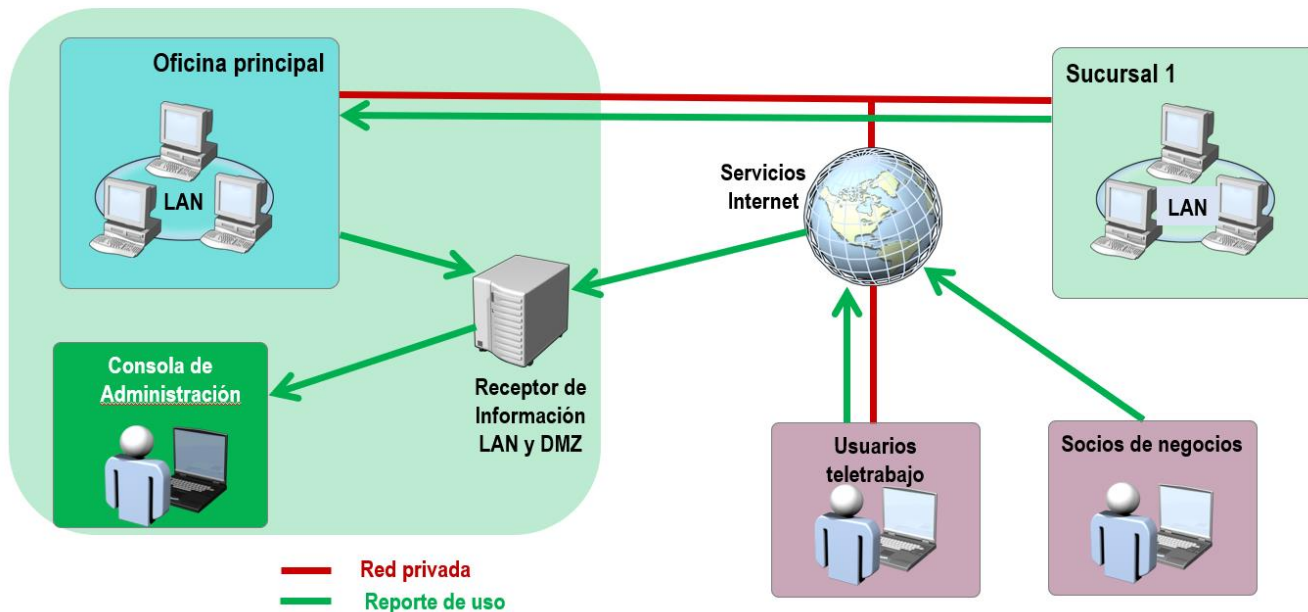 Oficina principal
LAN
Sucursal 1
LAN
Servicios
Internet
Consola de
Administración
Receptor de
Información
LAN y DMZ
Usuarios
teletrabajo
Socios de negocios
Red privada
Reporte de uso